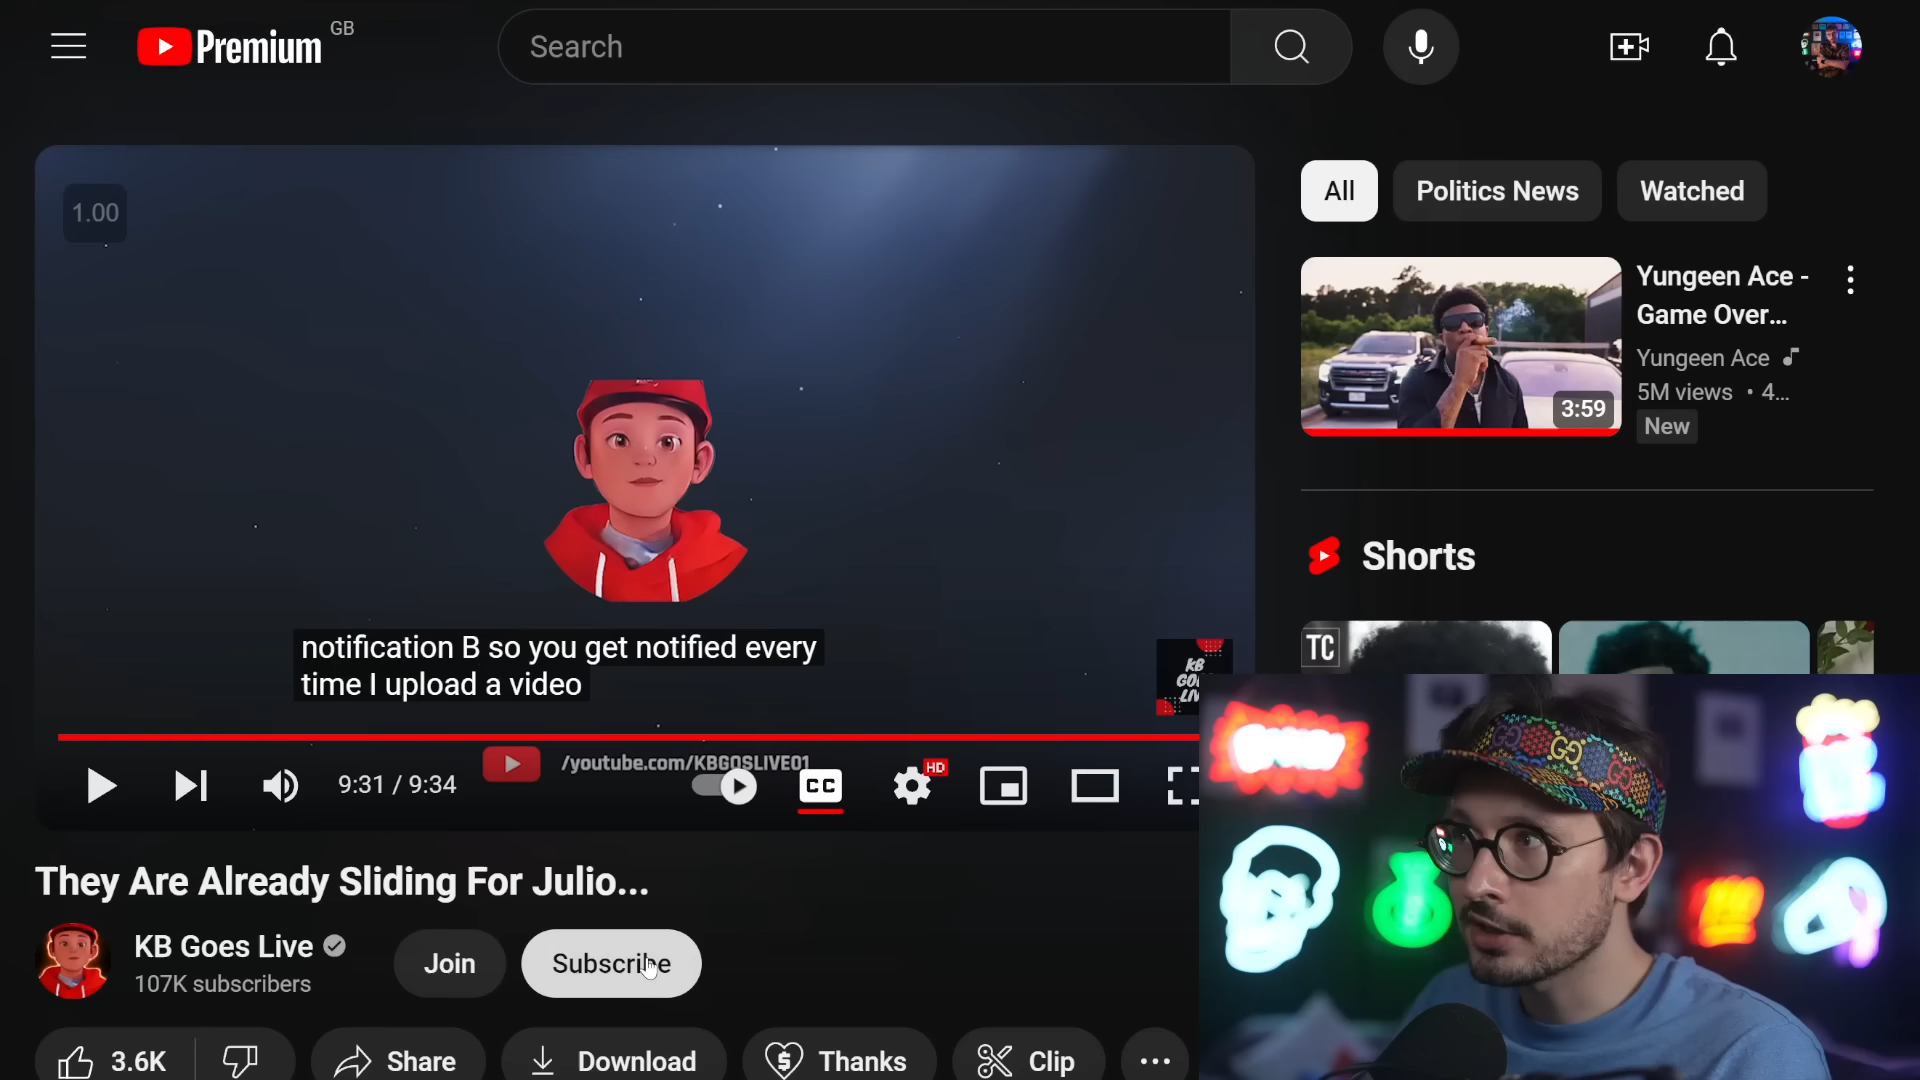 Premium
GB
Search
1.00
All
Politics News
Watched
Yungeen Ace -
Game Over...
Yungeen Ace
5M views • 4...
3:59
New
Shorts
TC
notification B so you get notified every
time I upload a video
KB
9:31 / 9:34
/youtube.com/KBGOSLIVE01
CC
HD
They Are Already Sliding For Julio...
KB Goes Live
107K subscribers
Join
Subscribe
3.6K
Share
Download
Thanks
Clip